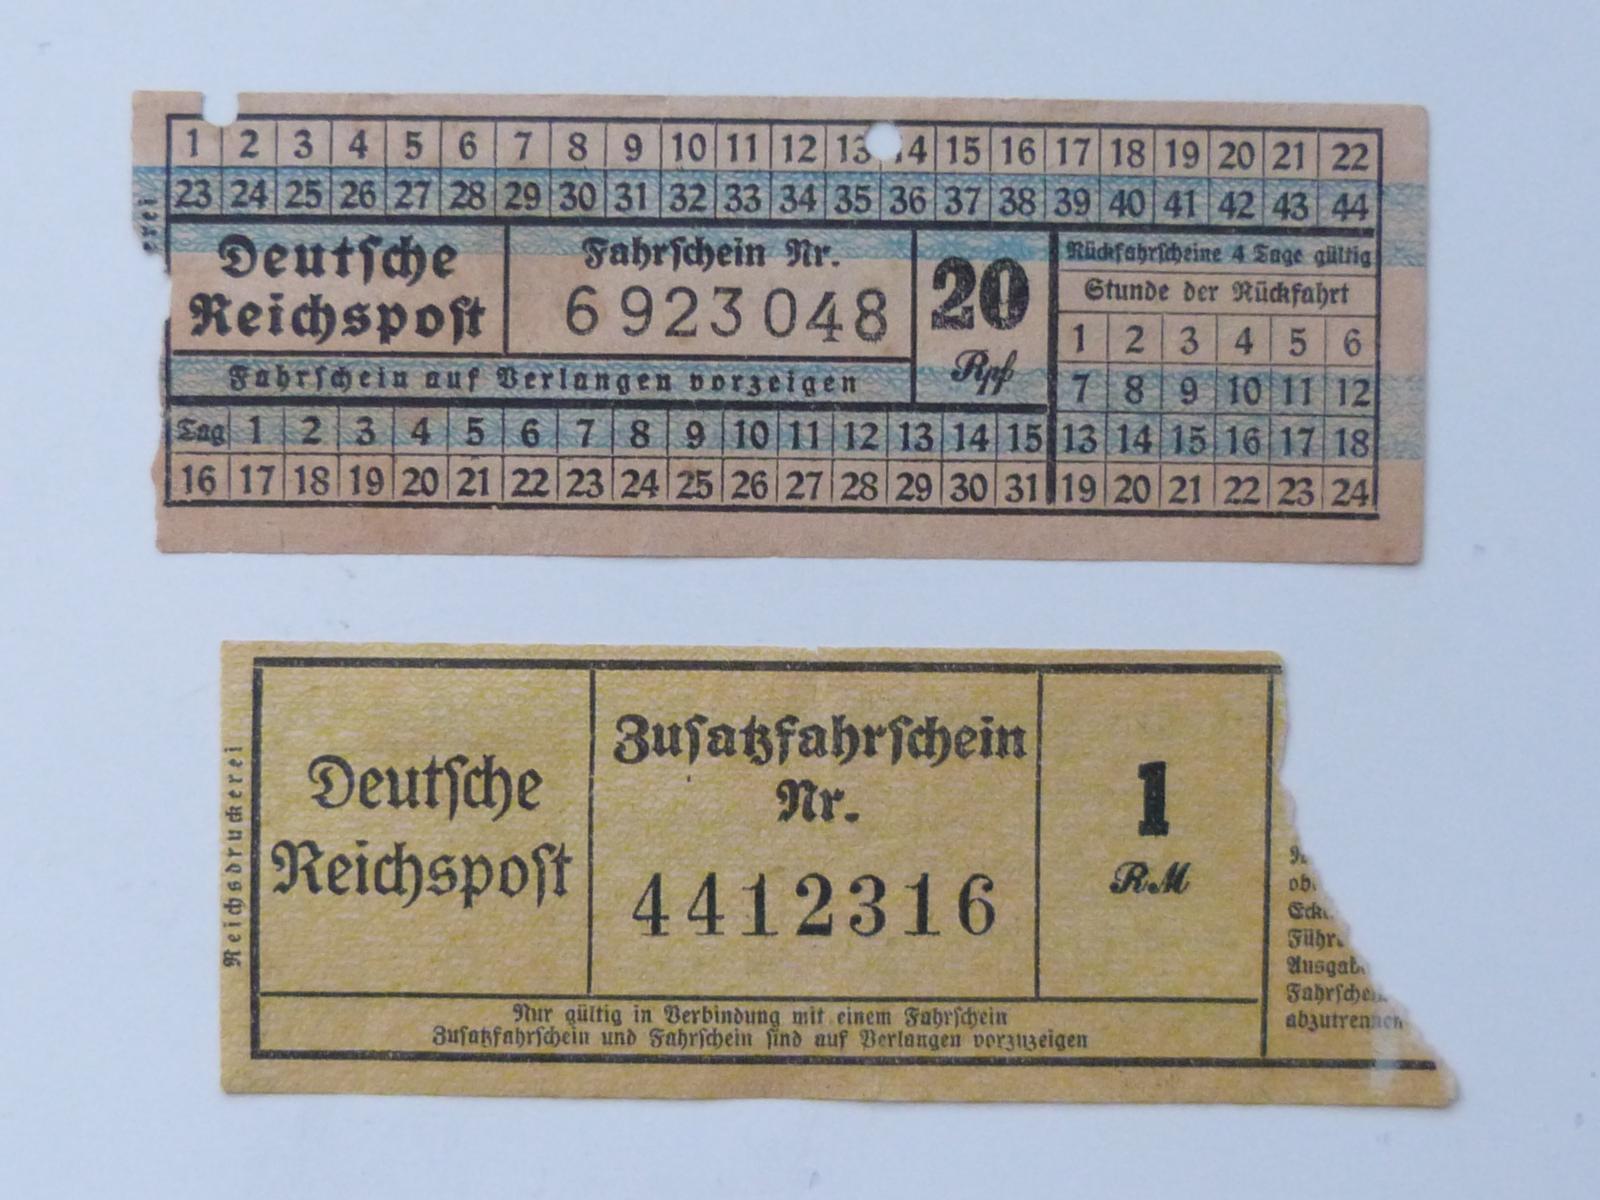 1 2 3 4 5 6 7 8 9 10 11 12 13 14 15 16 17 18 19 20 21 22
23 24 25 26 27 28 29 30 31 32 33 34 35 36 37 38 39 40 41 42 43 44
Deutſche
Reichspoſt
Fahrſchein Nr.
6923048
20
Rpf
Fahrſchein auf Verlangen vorzeigen
Rückfahrſcheine 4 Tage gültig
Stunde der Rückfahrt
1 2 3 4 5 6
7 8 9 10 11 12
13 14 15 16 17 18
19 20 21 22 23 24
Tag 1 2 3 4 5 6 7 8 9 10 11 12 13 14 15
16 17 18 19 20 21 22 23 24 25 26 27 28 29 30 31
Reichsdruckerei
Deutſche
Reichspoſt
Zuſatzfahrſchein
Nr.
4412316
1
RM
Nur gültig in Verbindung mit einem Fahrſchein
Zuſatzfahrſchein und Fahrſchein ſind auf Verlangen vorzuzeigen
abzutrennen